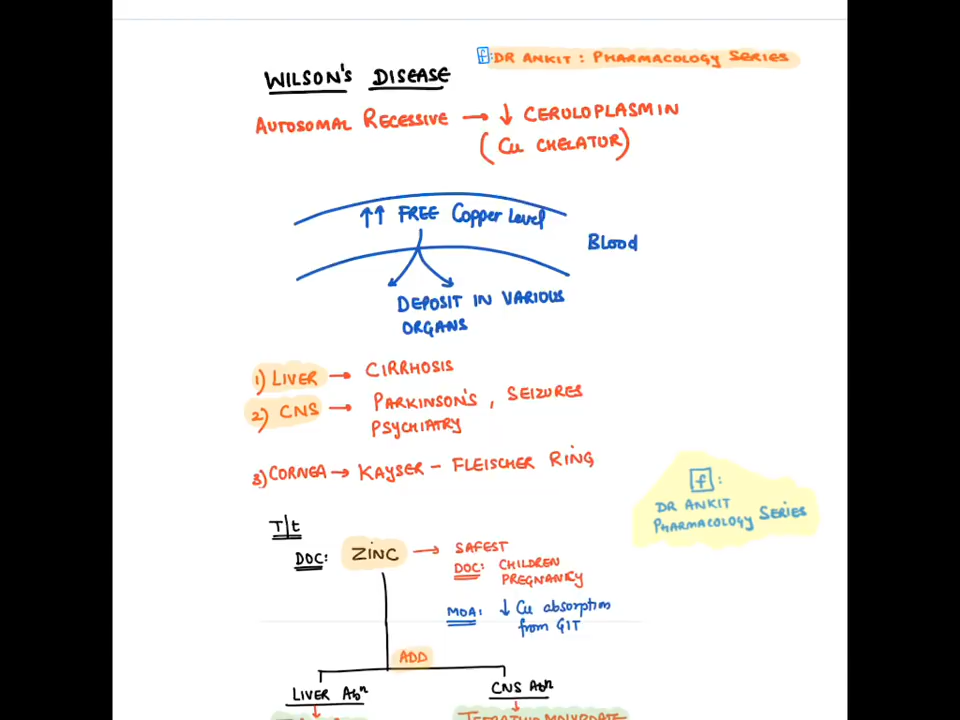 f: DR ANKIT : PHARMACOLOGY SERIES
WILSON'S DISEASE
AUTOSOMAL RECESSIVE → ↓ CERULOPLASMIN
(Cu CHELATOR)
↑↑ FREE Copper Level
Blood
DEPOSIT IN VARIOUS
ORGANS
1) LIVER → CIRRHOSIS
2) CNS → PARKINSON'S, SEIZURES
PSYCHIATRY
3) CORNEA → KAYSER - FLEISCHER RING
f:
DR ANKIT
PHARMACOLOGY SERIES
T/t
DOC: ZINC → SAFEST
DOC: CHILDREN
PREGNANCY
MOA: ↓ Cu absorption
from GIT
ADD
LIVER Abⁿ
CNS Abⁿ